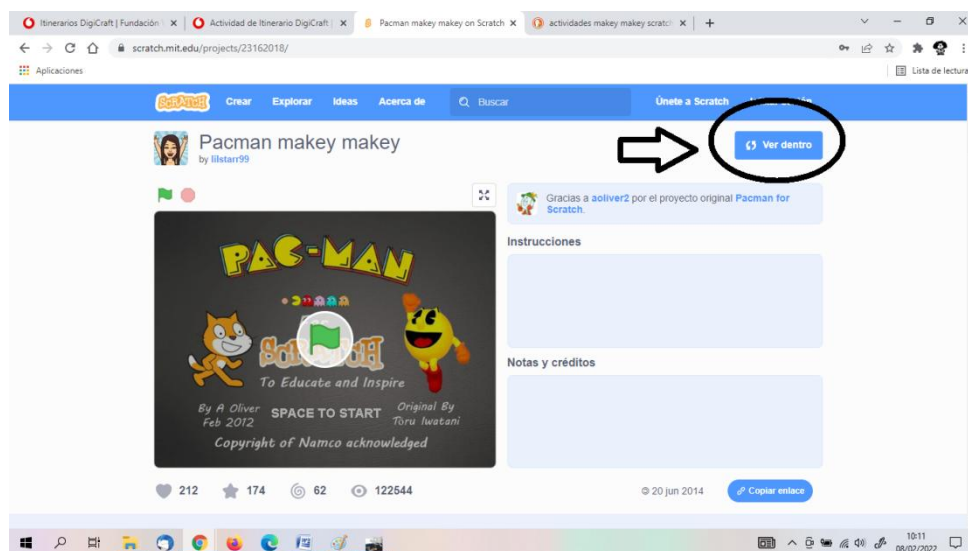 Itinerarios DigiCraft | Fundación
Actividad de Itinerario DigiCraft |
Pacman makey makey on Scratch
actividades makey makey scratch
scratch.mit.edu/projects/23162018/
Aplicaciones
Lista de lectura
SCRATCH Crear Explorar Ideas Acerca de Buscar Únete a Scratch
Pacman makey makey
by lilstarr99
Ver dentro
Gracias a aoliver2 por el proyecto original Pacman for
Scratch.
Instrucciones
PAC-MAN
SCRATCH
To Educate and Inspire
By A Oliver
Feb 2012
SPACE TO START
Original By
Toru Iwatani
Copyright of Namco acknowledged
Notas y créditos
212 174 62 122544
© 20 jun 2014
Copiar enlace
10:11
08/02/2022